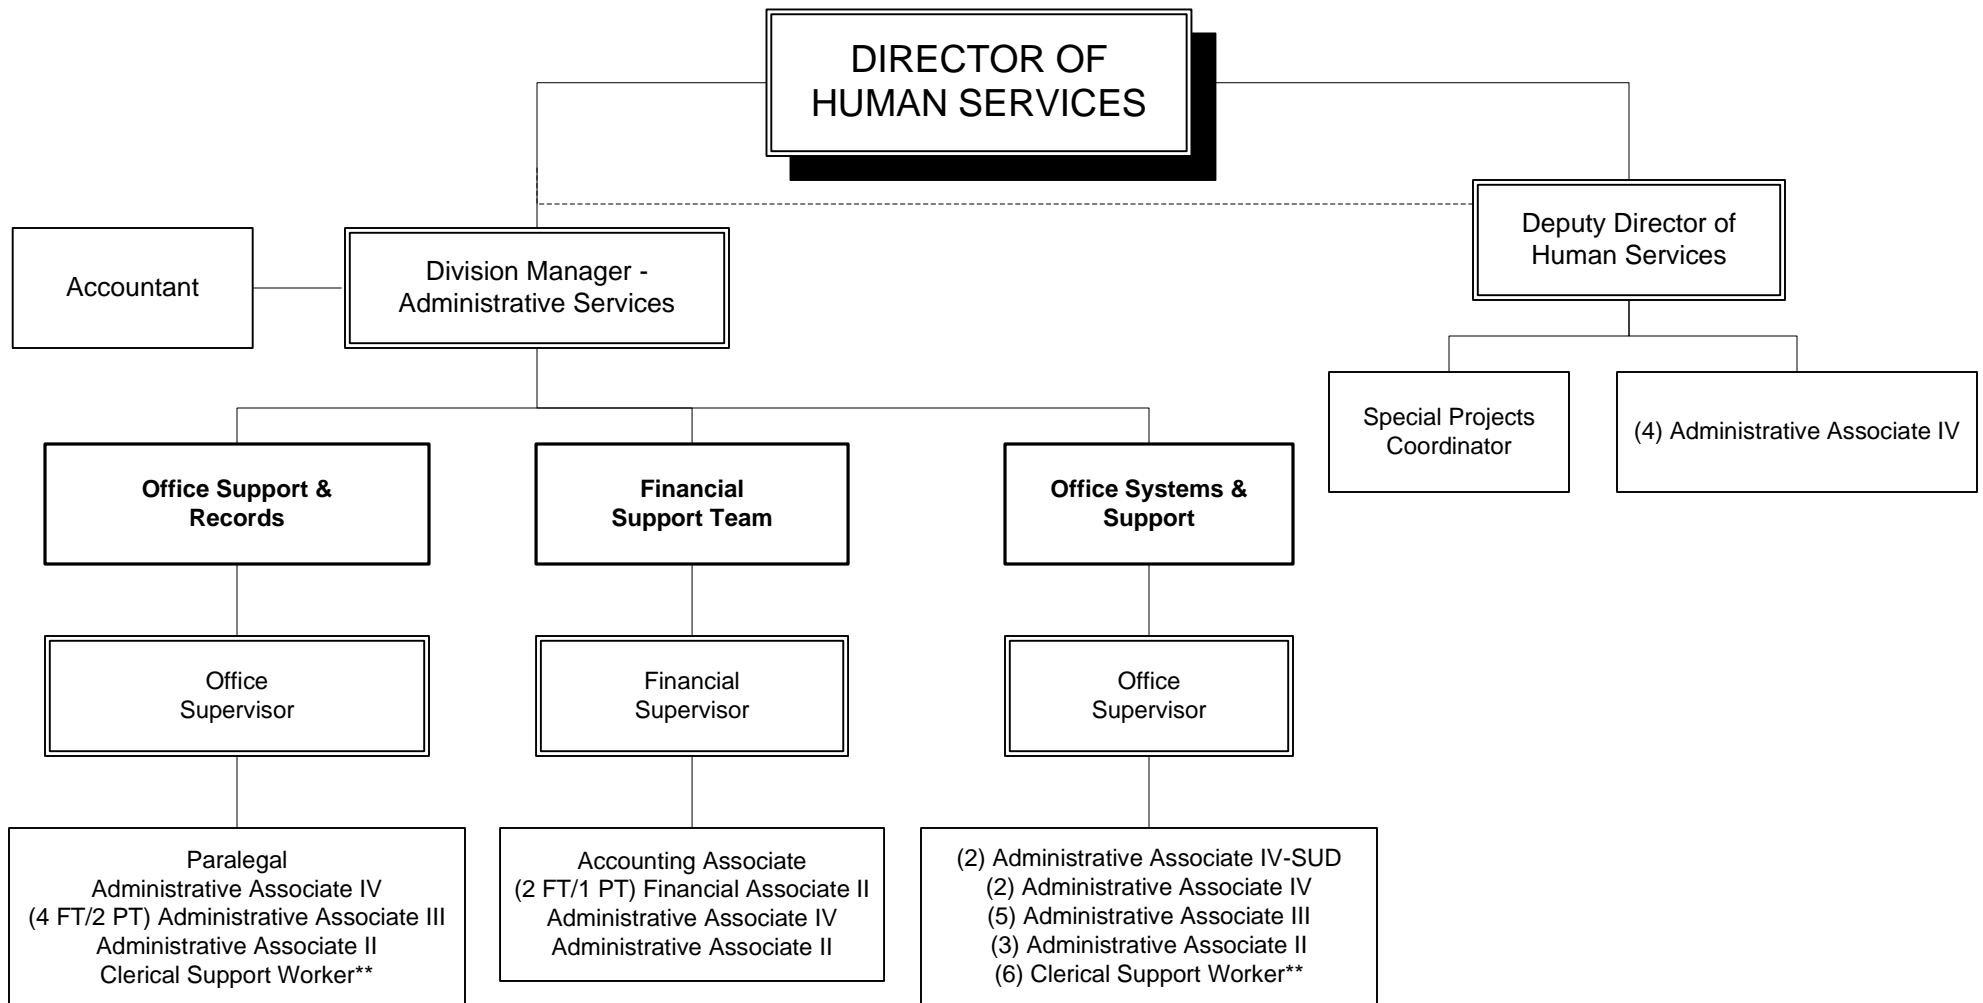 DIRECTOR OF
HUMAN SERVICES
Deputy Director of
Human Services
Accountant
Division Manager -
Administrative Services
Special Projects
Coordinator
(4) Administrative Associate IV
Office Support &
Records
Financial
Support Team
Office Systems &
Support
Office
Supervisor
Financial
Supervisor
Office
Supervisor
Paralegal
Administrative Associate IV
(4 FT/2 PT) Administrative Associate III
Administrative Associate II
Clerical Support Worker**
Accounting Associate
(2 FT/1 PT) Financial Associate II
Administrative Associate IV
Administrative Associate II
(2) Administrative Associate IV-SUD
(2) Administrative Associate IV
(5) Administrative Associate III
(3) Administrative Associate II
(6) Clerical Support Worker**